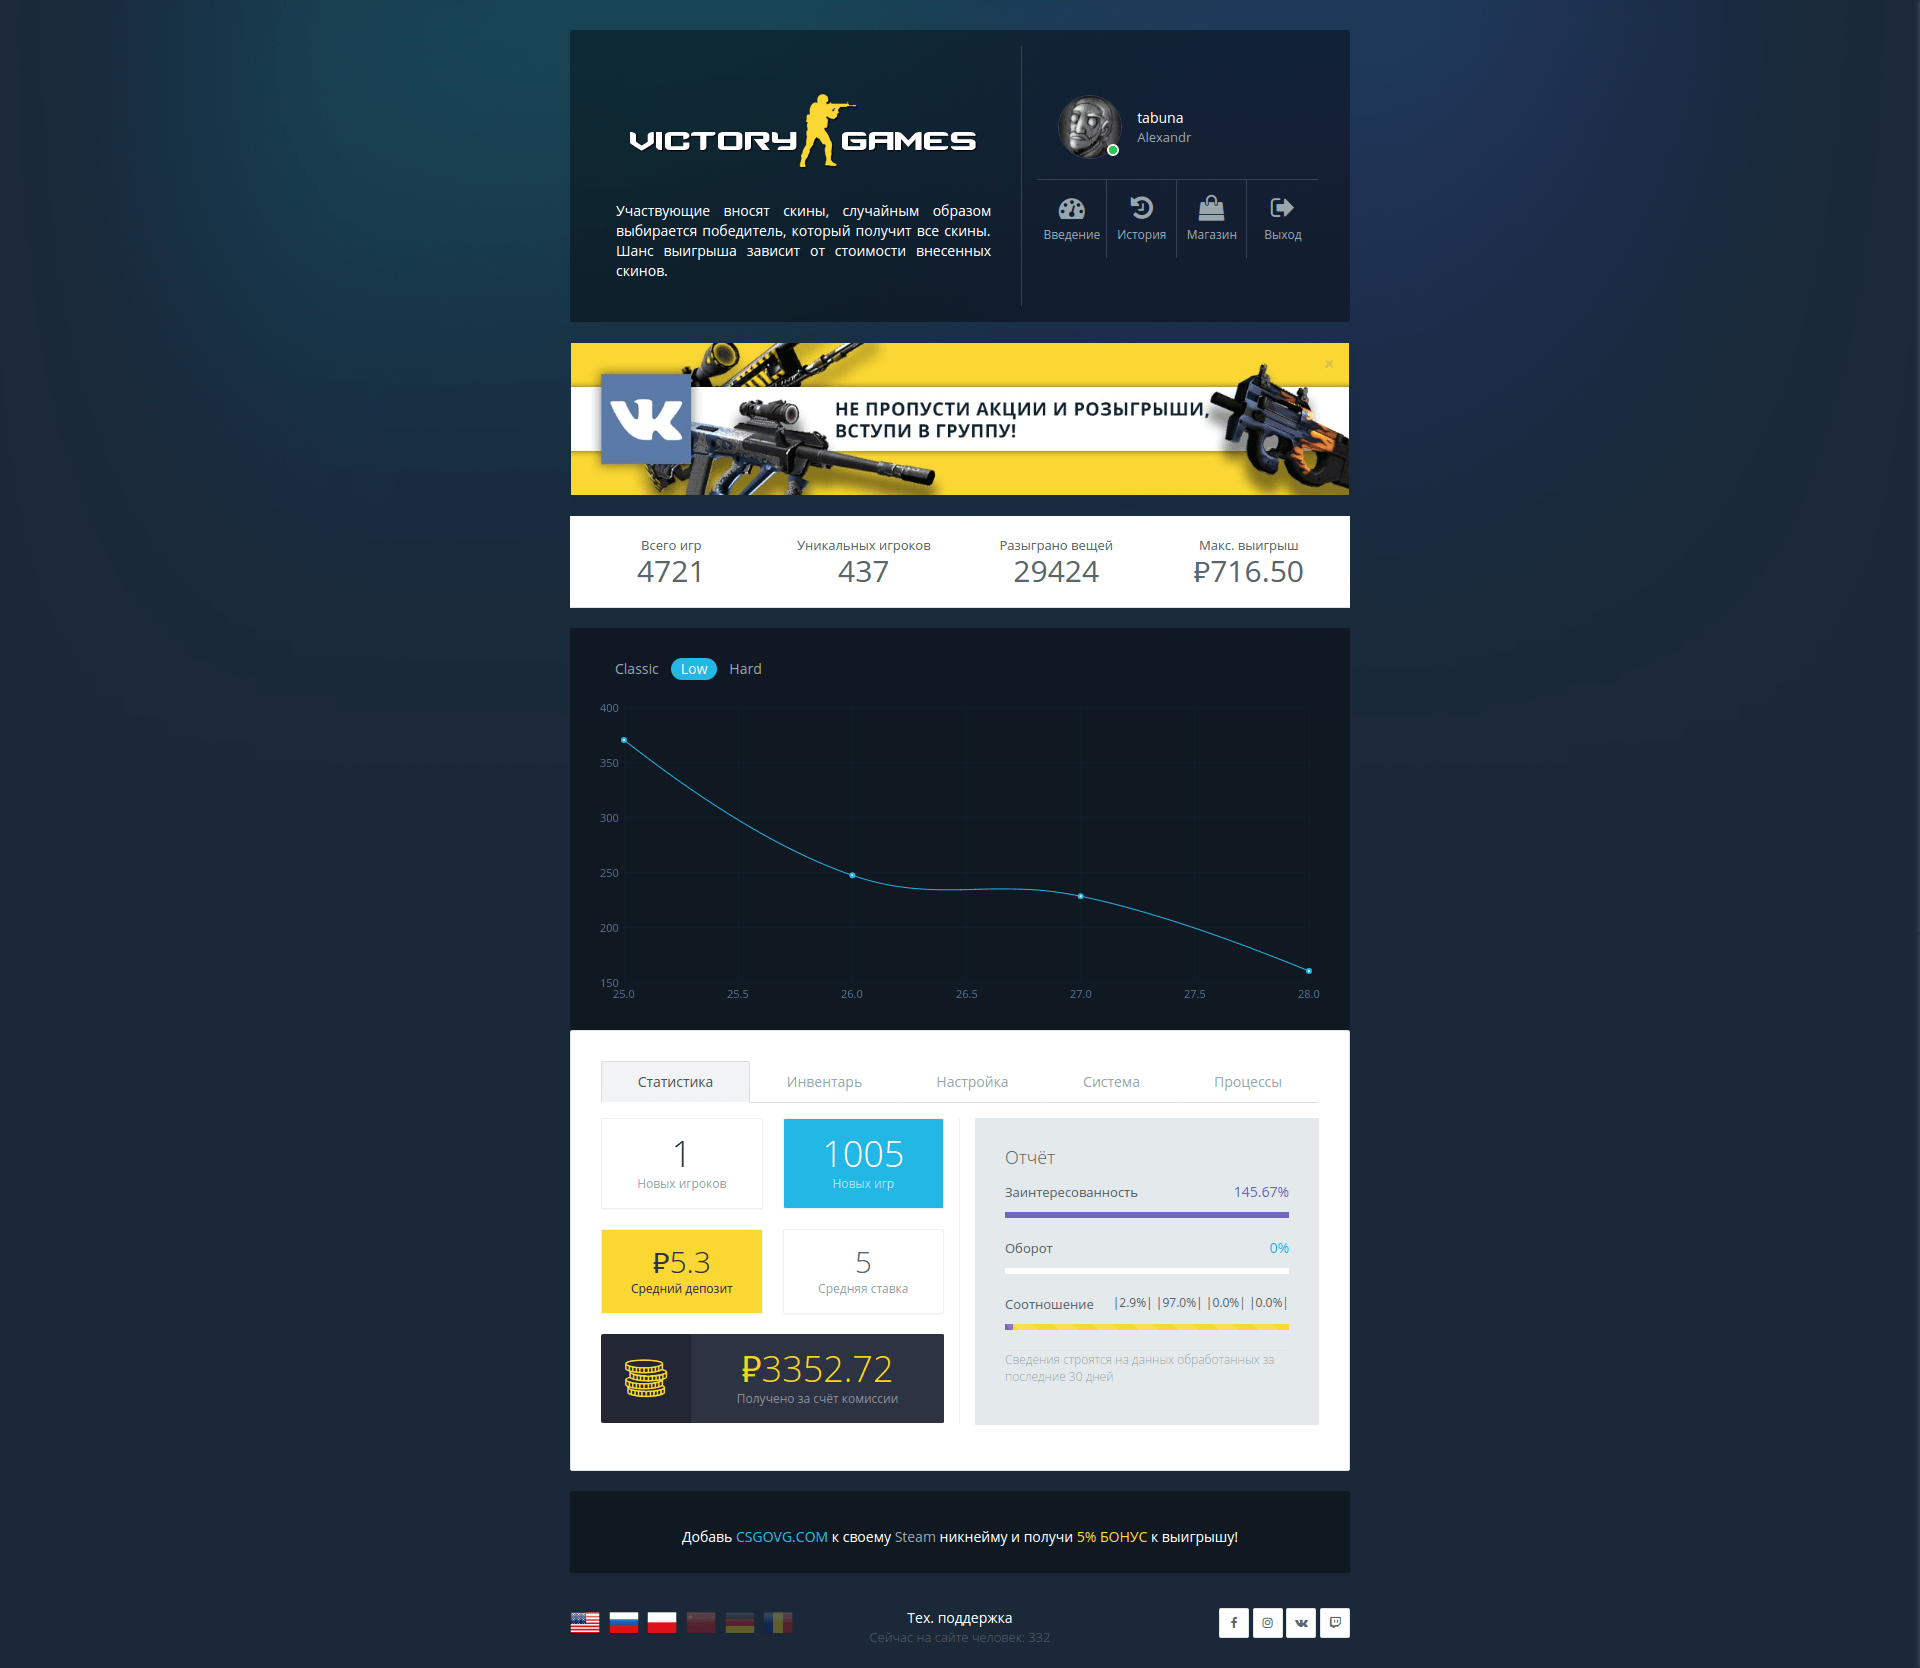 VICTORY GAMES
Участвующие вносят скины, случайным образом
выбирается победитель, который получит все скины.
Шанс выигрыша зависит от стоимости внесенных
скинов.
tabuna
Alexandr
Введение История Магазин Выход
НЕ ПРОПУСТИ АКЦИИ И РОЗЫГРЫШИ,
ВСТУПИ В ГРУППУ!
Всего игр Уникальных игроков Разыграно вещей Макс. выигрыш
4721 437 29424 ₽716.50
Classic Low Hard
400
350
300
250
200
150
25.0 25.5 26.0 26.5 27.0 27.5 28.0
Статистика Инвентарь Настройка Система Процессы
1
Новых игроков
1005
Новых игр
₽5.3
Средний депозит
5
Средняя ставка
₽3352.72
Получено за счёт комиссии
Отчёт
Заинтересованность 145.67%
Оборот 0%
Соотношение |2.9%| |97.0%| |0.0%| |0.0%|
Сведения строятся на данных обработанных за
последние 30 дней
Добавь CSGOVG.COM к своему Steam никнейму и получи 5% БОНУС к выигрышу!
Тех. поддержка
Сейчас на сайте человек: 332